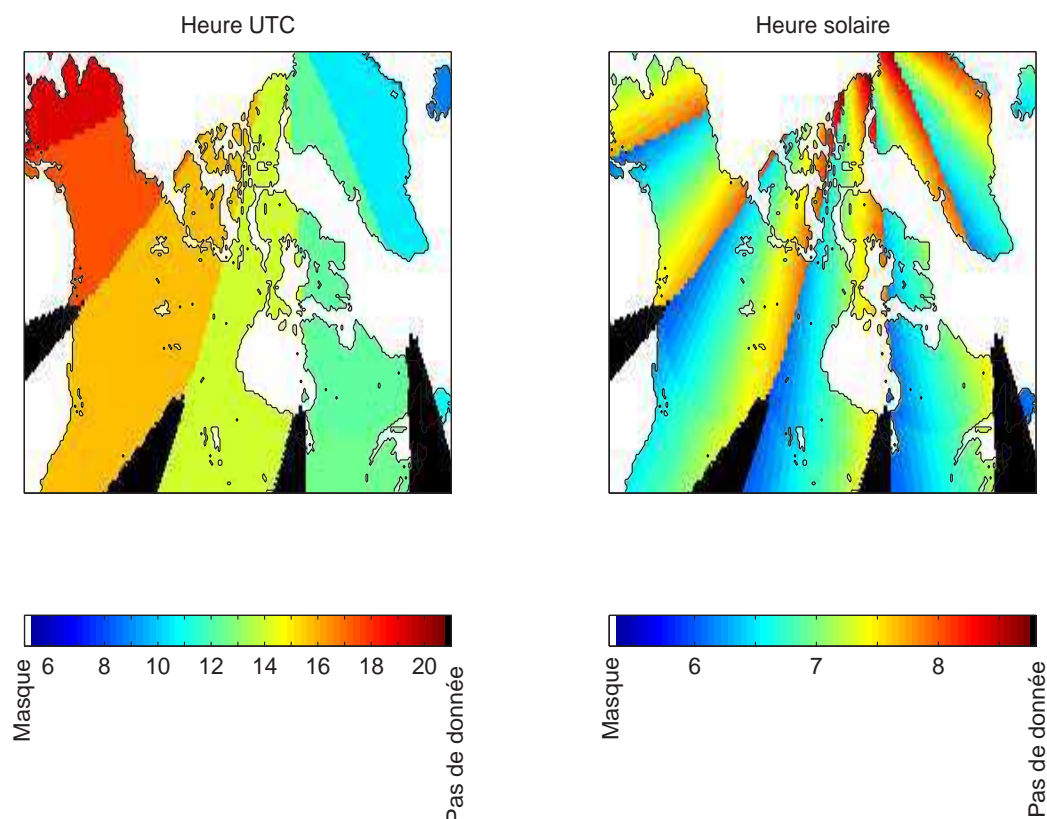 Heure UTC
Heure solaire
6 8 10 12 14 16 18 20
Masque
Pas de donnée
6 7 8
Masque
Pas de donnée